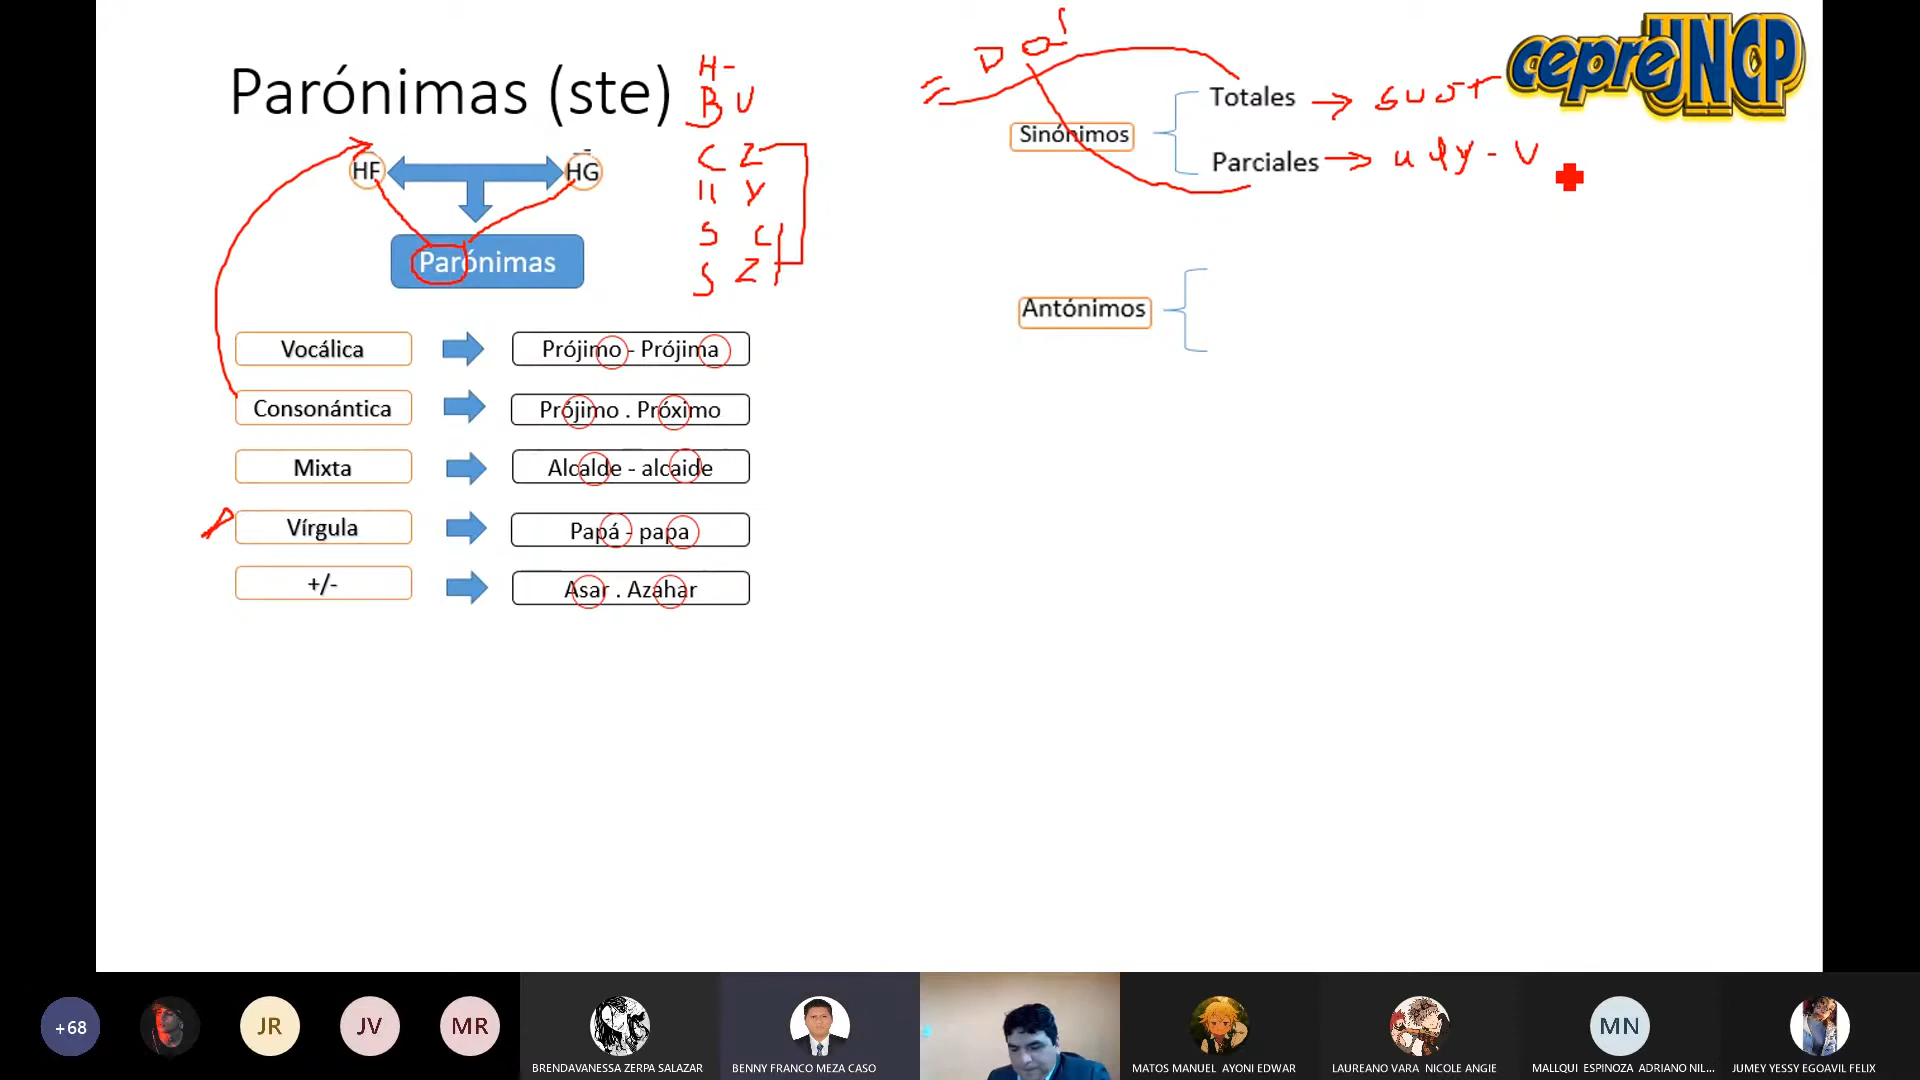 Parónimas (ste)
H -
B V
C Z
ll Y
S C
S Z
HF
HG
Parónimas
Vocálica
Prójimo - Prójima
Consonántica
Prójimo . Próximo
Mixta
Alcalde - alcaide
Vírgula
Papá - papa
+/-
Asar . Azahar
cepreUNCP
Sinónimos
Totales
Parciales
Antónimos
+68
JR
JV
MR
BRENDAVANESSA ZERPA SALAZAR
BENNY FRANCO MEZA CASO
MATOS MANUEL AYONI EDWAR
LAUREANO VARA NICOLE ANGIE
MN
MALLQUI ESPINOZA ADRIANO NIL...
JUMEY YESSY EGOAVIL FELIX